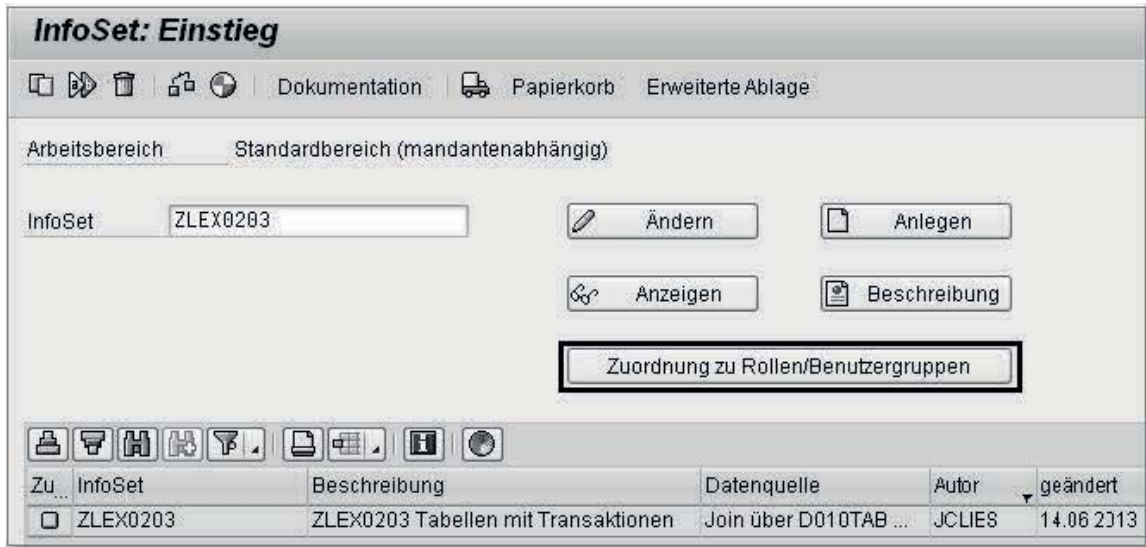 InfoSet: Einstieg
Dokumentation Papierkorb Erweiterte Ablage
Arbeitsbereich Standardbereich (mandantenabhängig)
InfoSet ZLEX0203 Ändern Anlegen
Anzeigen Beschreibung
Zuordnung zu Rollen/Benutzergruppen
Zu... InfoSet Beschreibung Datenquelle Autor geändert
ZLEX0203 ZLEX0203 Tabellen mit Transaktionen Join über D010TAB ... JCLIES 14.06.2013